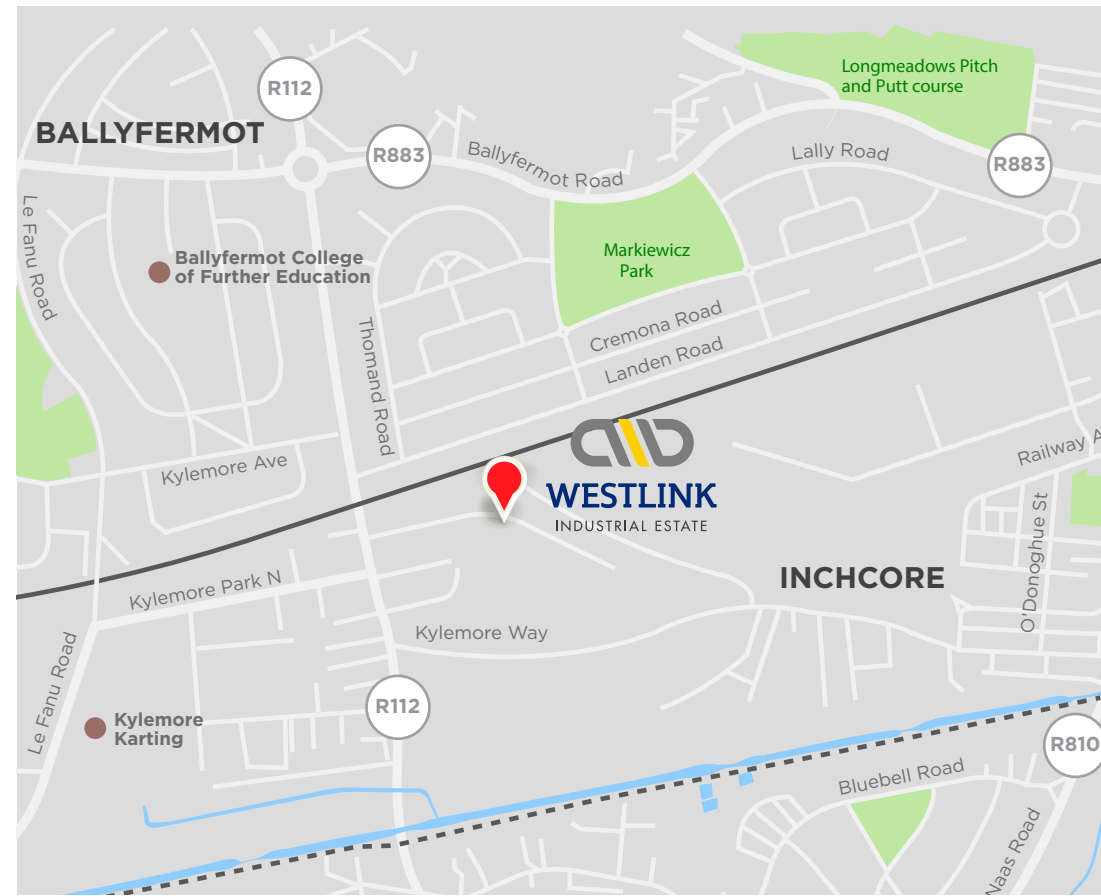 Longmeadows Pitch
and Putt course
R112
BALLYFERMOT
R883
Ballyfermot Road
Lally Road
R883
Le Fanu Road
Ballyfermot College
of Further Education
Markiewicz
Park
Thomand Road
Cremona Road
Landen Road
Kylemore Ave
WESTLINK
INDUSTRIAL ESTATE
Railway A
O'Donoghue St
INCHCORE
Kylemore Park N
Kylemore Way
Le Fanu Road
R112
Kylemore
Karting
R810
Bluebell Road
Naas Road